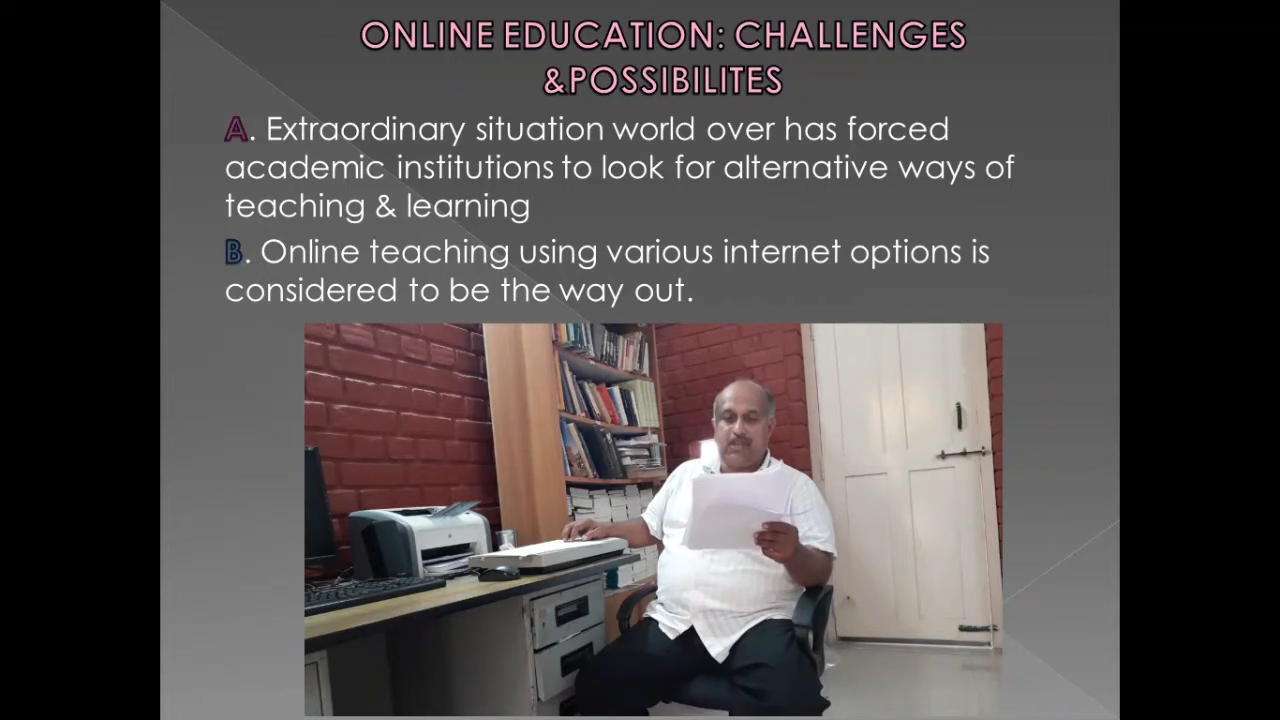 ONLINE EDUCATION: CHALLENGES
&POSSIBILITES
A. Extraordinary situation world over has forced
academic institutions to look for alternative ways of
teaching & learning
B. Online teaching using various internet options is
considered to be the way out.